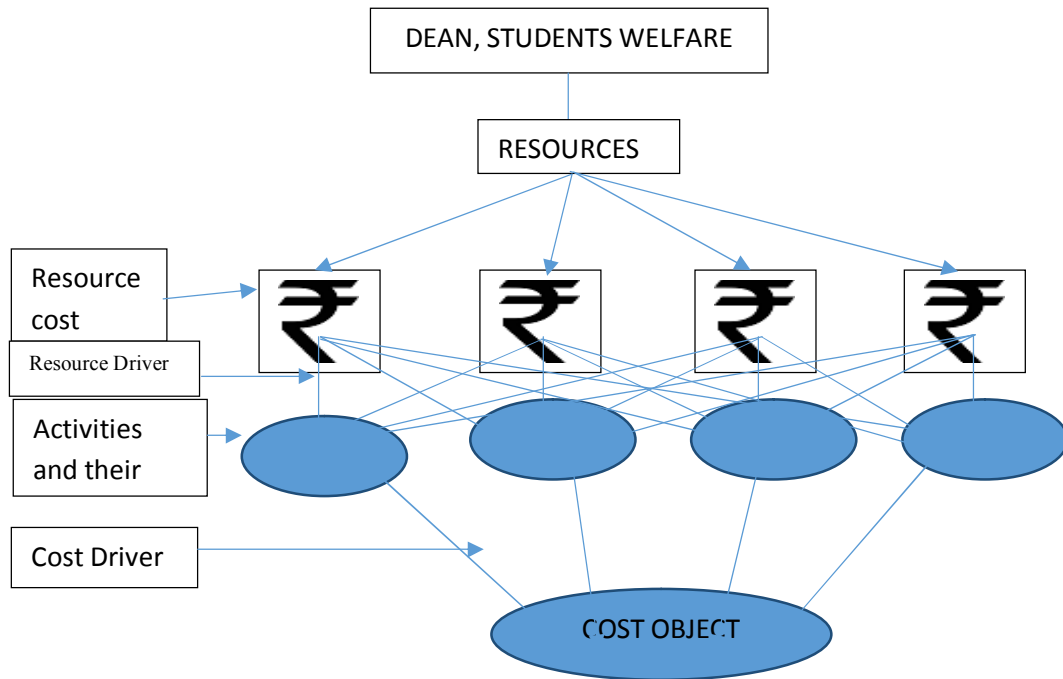 DEAN, STUDENTS WELFARE
RESOURCES
Resource
cost
₹ ₹ ₹ ₹
Resource Driver
Activities
and their
Cost Driver
COST OBJECT